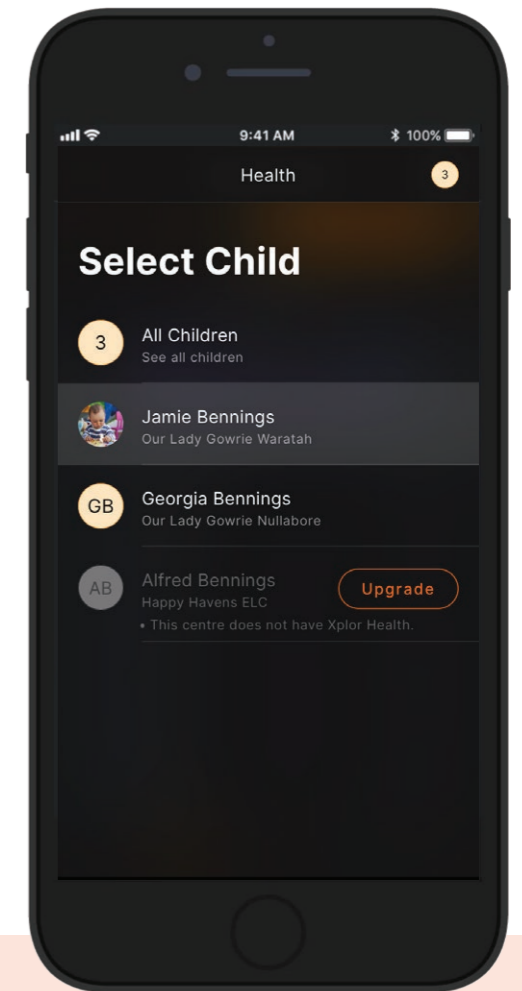 9:41 AM
100%
Health
3
Select Child
3
All Children
See all children
Jamie Bennings
Our Lady Gowrie Waratah
GB
Georgia Bennings
Our Lady Gowrie Nullabore
AB
Alfred Bennings
Happy Havens ELC
Upgrade
• This centre does not have Xplor Health.